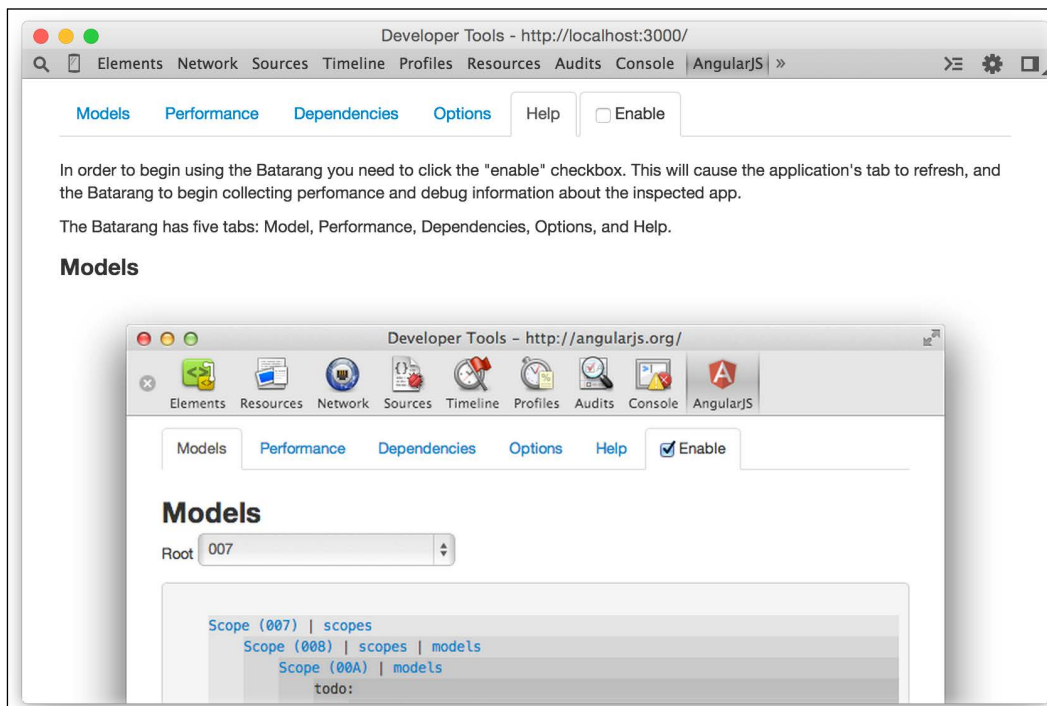 Developer Tools - http://localhost:3000/
Elements Network Sources Timeline Profiles Resources Audits Console AngularJS »
Models Performance Dependencies Options Help Enable
In order to begin using the Batarang you need to click the "enable" checkbox. This will cause the application's tab to refresh, and
the Batarang to begin collecting perfomance and debug information about the inspected app.
The Batarang has five tabs: Model, Performance, Dependencies, Options, and Help.
Models
Developer Tools - http://angularjs.org/
Elements Resources Network Sources Timeline Profiles Audits Console AngularJS
Models Performance Dependencies Options Help Enable
Models
Root 007
Scope (007) | scopes
Scope (008) | scopes | models
Scope (00A) | models
todo: